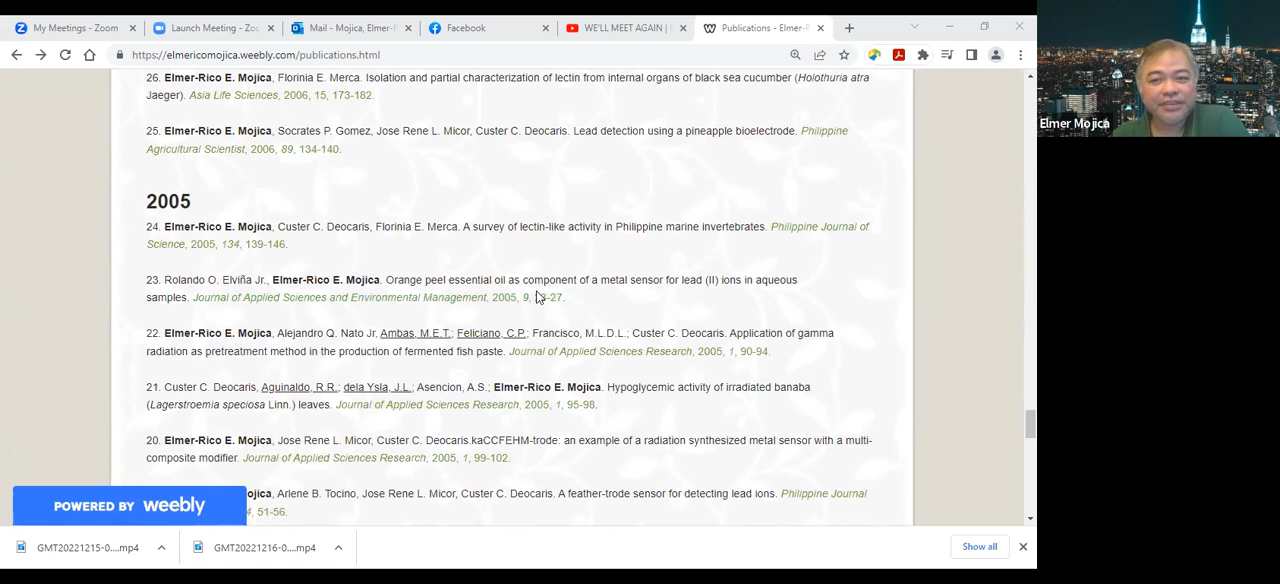 My Meetings - Zoom
Launch Meeting - Zoo
Mail - Mojica, Elmer-R
Facebook
WE'LL MEET AGAIN |
Publications - Elmer-R
https://elmericomojica.weebly.com/publications.html
Elmer Mojica
26. Elmer-Rico E. Mojica, Florinia E. Merca. Isolation and partial characterization of lectin from internal organs of black sea cucumber (Holothuria atra
Jaeger). Asia Life Sciences, 2006, 15, 173-182.
25. Elmer-Rico E. Mojica, Socrates P. Gomez, Jose Rene L. Micor, Custer C. Deocaris. Lead detection using a pineapple bioelectrode. Philippine
Agricultural Scientist, 2006, 89, 134-140.
2005
24. Elmer-Rico E. Mojica, Custer C. Deocaris, Florinia E. Merca. A survey of lectin-like activity in Philippine marine invertebrates. Philippine Journal of
Science, 2005, 134, 139-146.
23. Rolando O. Elviña Jr., Elmer-Rico E. Mojica. Orange peel essential oil as component of a metal sensor for lead (II) ions in aqueous
samples. Journal of Applied Sciences and Environmental Management, 2005, 9, 3-27.
22. Elmer-Rico E. Mojica, Alejandro Q. Nato Jr, Ambas, M.E.T.; Feliciano, C.P.; Francisco, M.L.D.L.; Custer C. Deocaris. Application of gamma
radiation as pretreatment method in the production of fermented fish paste. Journal of Applied Sciences Research, 2005, 1, 90-94.
21. Custer C. Deocaris, Aguinaldo, R.R.; dela Ysla, J.L.; Asencion, A.S.; Elmer-Rico E. Mojica. Hypoglycemic activity of irradiated banaba
(Lagerstroemia speciosa Linn.) leaves. Journal of Applied Sciences Research, 2005, 1, 95-98.
20. Elmer-Rico E. Mojica, Jose Rene L. Micor, Custer C. Deocaris.kaCCFEHM-trode: an example of a radiation synthesized metal sensor with a multi-
composite modifier. Journal of Applied Sciences Research, 2005, 1, 99-102.
ojica, Arlene B. Tocino, Jose Rene L. Micor, Custer C. Deocaris. A feather-trode sensor for detecting lead ions. Philippine Journal
4, 51-56.
POWERED BY weebly
GMT20221215-0....mp4
GMT20221216-0....mp4
Show all